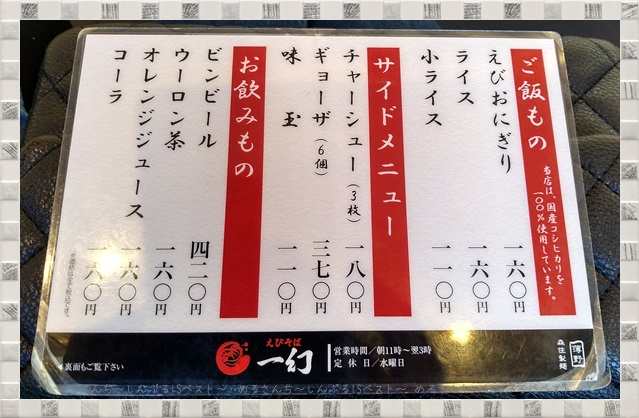 ご飯もの
当店は、国産コシヒカリを
一〇〇%使用しています。
えびおにぎり 一六〇円
ライス 一六〇円
小ライス 一一〇円
サイドメニュー
チャーシュー(3枚) 一八〇円
ギョーザ(6個) 三七〇円
味玉 一一〇円
お飲みもの
ビンビール 四二〇円
ウーロン茶 一六〇円
オレンジジュース 一六〇円
コーラ 一六〇円
裏面もご覧下さい
えびそば
一幻
営業時間/朝11時~翌3時
定休日/水曜日
森住製麺